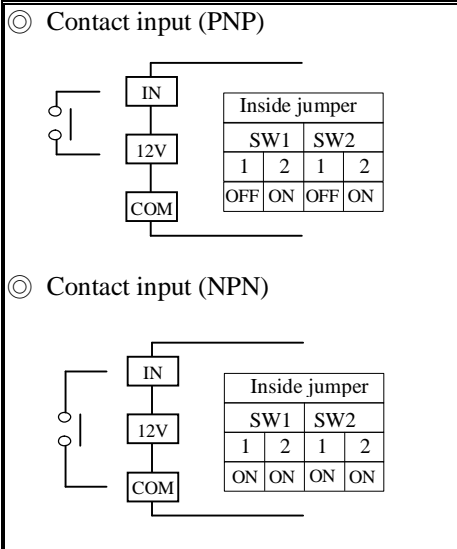 ◎ Contact input (PNP)
IN
12V
COM
Inside jumper
SW1 SW2
1 2 1 2
OFF ON OFF ON
◎ Contact input (NPN)
IN
12V
COM
Inside jumper
SW1 SW2
1 2 1 2
ON ON ON ON